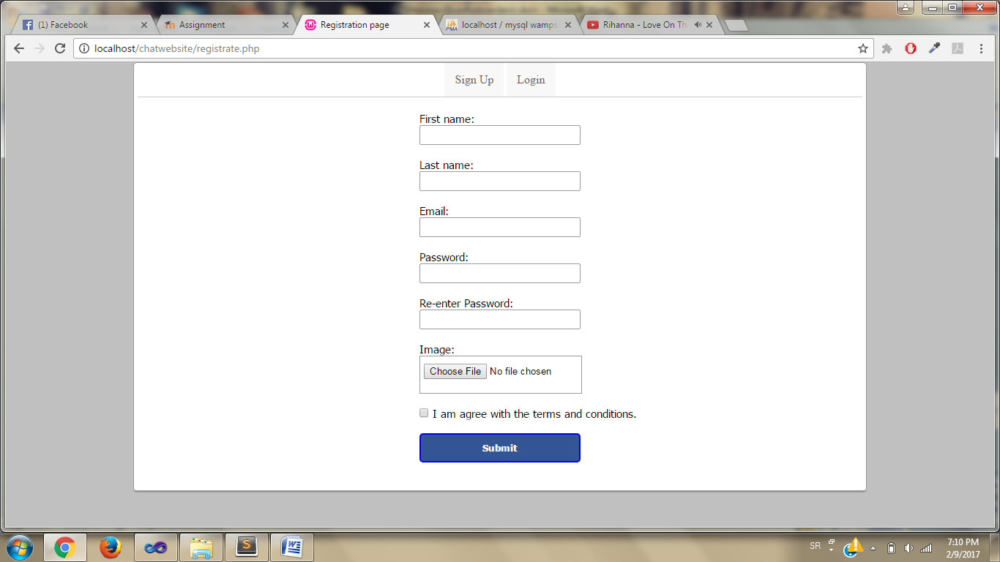 (1) Facebook
Assignment
Registration page
localhost / mysql wamps
Rihanna - Love On Th
localhost/chatwebsite/registrate.php
Sign Up
Login
First name:
Last name:
Email:
Password:
Re-enter Password:
Image:
Choose File No file chosen
I am agree with the terms and conditions.
Submit
SR
7:10 PM
2/9/2017